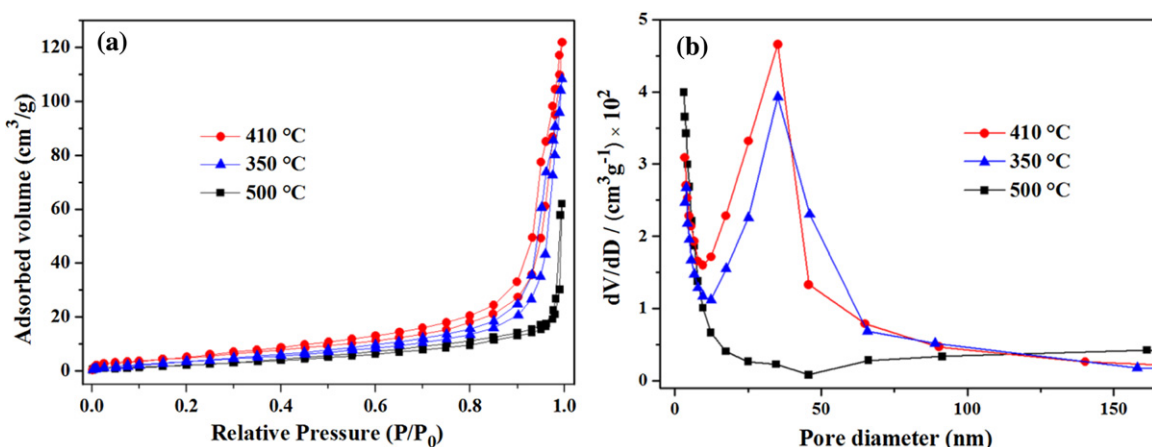 (a)
120
100
80
60
40
20
0
Adsorbed volume (cm³/g)
410 °C
350 °C
500 °C
0.0 0.2 0.4 0.6 0.8 1.0
Relative Pressure (P/P₀)
(b)
5
4
3
2
1
0
dV/dD / (cm³g⁻¹) × 10²
410 °C
350 °C
500 °C
0 50 100 150
Pore diameter (nm)